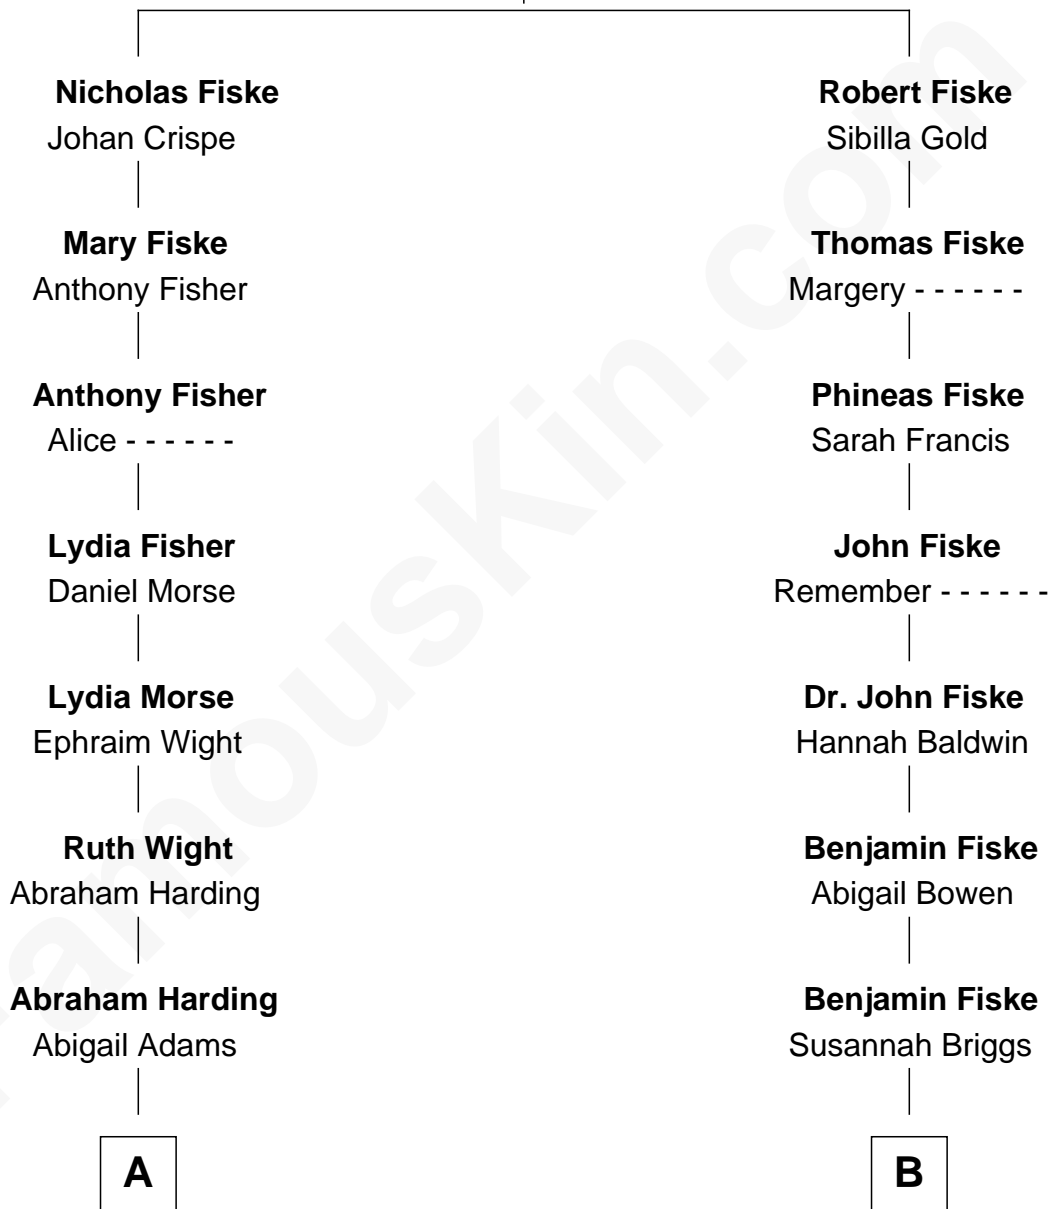 Nicholas Fiske
Johan Crispe
Mary Fiske
Anthony Fisher
Anthony Fisher
Alice - - - - - -
Lydia Fisher
Daniel Morse
Lydia Morse
Ephraim Wight
Ruth Wight
Abraham Harding
Abraham Harding
Abigail Adams
A
Robert Fiske
Sibilla Gold
Thomas Fiske
Margery - - - - - -
Phineas Fiske
Sarah Francis
John Fiske
Remember - - - - - -
Dr. John Fiske
Hannah Baldwin
Benjamin Fiske
Abigail Bowen
Benjamin Fiske
Susannah Briggs
B
FamousKin.com